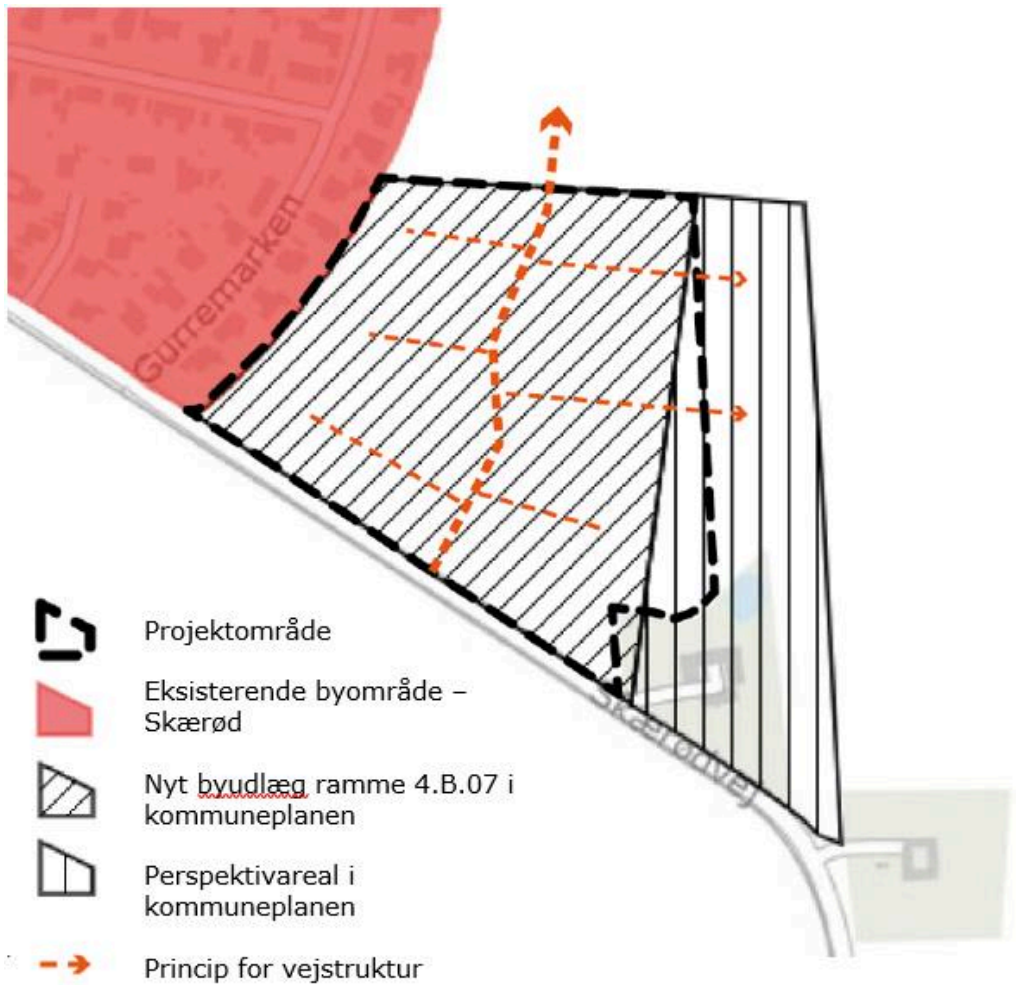 Gurremarken
Skærødvej
Projektområde
Eksisterende byområde –
Skærød
Nyt byudlæg ramme 4.B.07 i
kommuneplanen
Perspektivareal i
kommuneplanen
Princip for vejstruktur